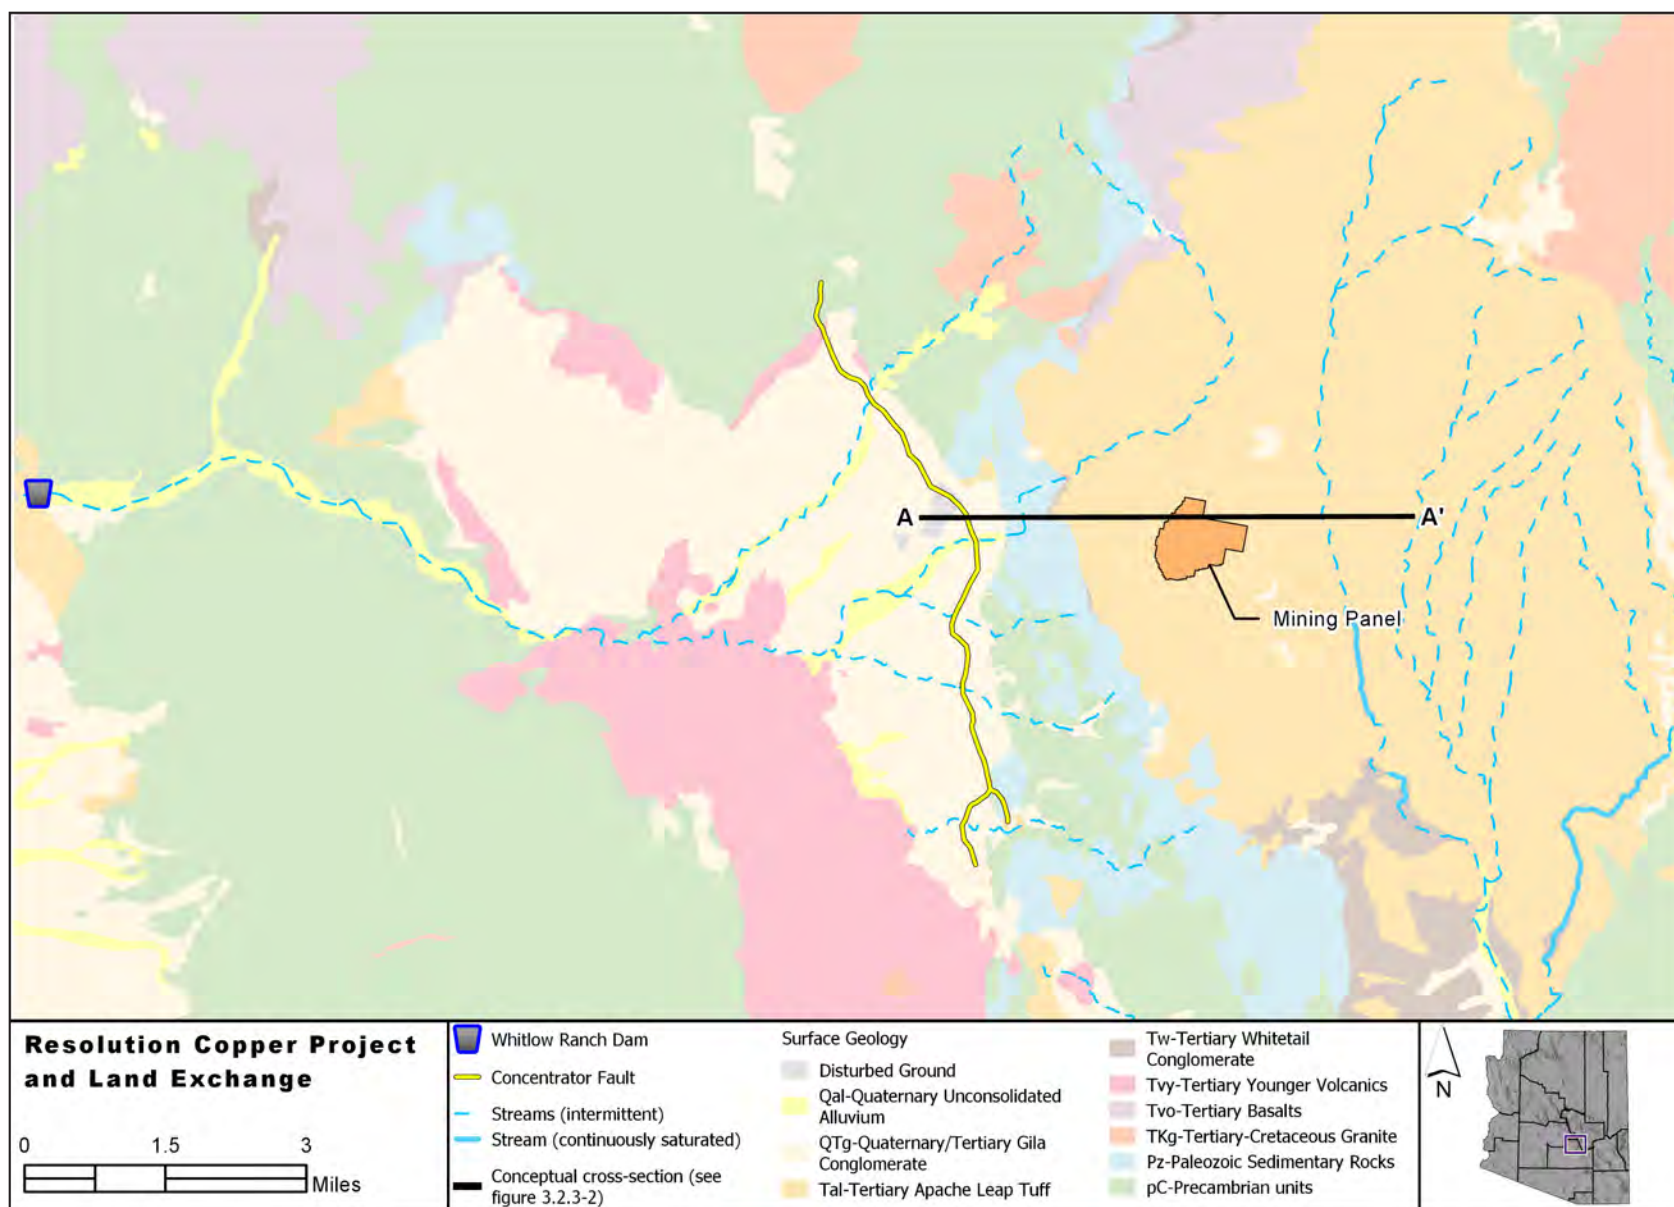 A
A'
Mining Panel
Resolution Copper Project
and Land Exchange
0
1.5
3
Miles
Whitlow Ranch Dam
Concentrator Fault
Streams (intermittent)
Stream (continuously saturated)
Conceptual cross-section (see
figure 3.2.3-2)
Surface Geology
Disturbed Ground
Qal-Quaternary Unconsolidated
Alluvium
QTg-Quaternary/Tertiary Gila
Conglomerate
Tal-Tertiary Apache Leap Tuff
Tw-Tertiary Whitetail
Conglomerate
Tvy-Tertiary Younger Volcanics
Tvo-Tertiary Basalts
TKg-Tertiary-Cretaceous Granite
Pz-Paleozoic Sedimentary Rocks
pC-Precambrian units
N